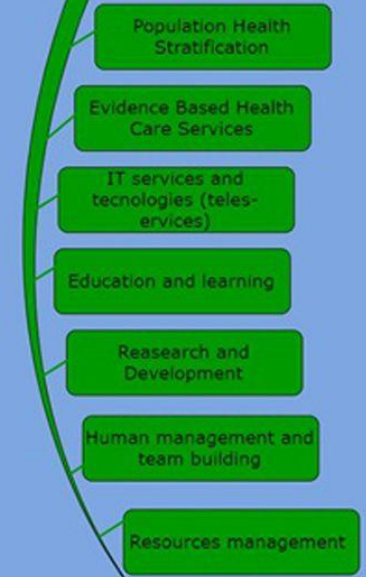 Population Health
Stratification
Evidence Based Health
Care Services
IT services and
tecnologies (teles-
ervices)
Education and learning
Reasearch and
Development
Human management and
team building
Resources management